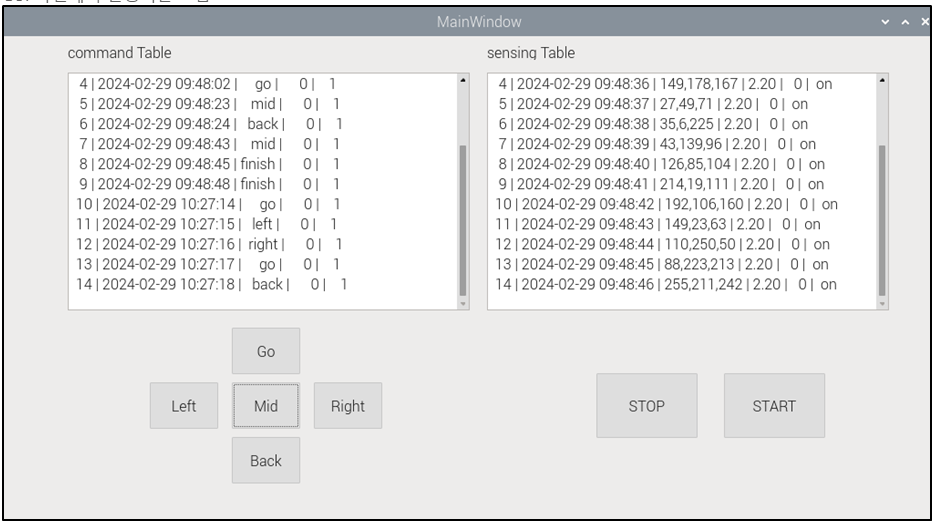 MainWindow
command Table
4 | 2024-02-29 09:48:02 | go | 0 | 1
5 | 2024-02-29 09:48:23 | mid | 0 | 1
6 | 2024-02-29 09:48:24 | back | 0 | 1
7 | 2024-02-29 09:48:43 | mid | 0 | 1
8 | 2024-02-29 09:48:45 | finish | 0 | 1
9 | 2024-02-29 09:48:48 | finish | 0 | 1
10 | 2024-02-29 10:27:14 | go | 0 | 1
11 | 2024-02-29 10:27:15 | left | 0 | 1
12 | 2024-02-29 10:27:16 | right | 0 | 1
13 | 2024-02-29 10:27:17 | go | 0 | 1
14 | 2024-02-29 10:27:18 | back | 0 | 1
sensing Table
4 | 2024-02-29 09:48:36 | 149,178,167 | 2.20 | 0 | on
5 | 2024-02-29 09:48:37 | 27,49,71 | 2.20 | 0 | on
6 | 2024-02-29 09:48:38 | 35,6,225 | 2.20 | 0 | on
7 | 2024-02-29 09:48:39 | 43,139,96 | 2.20 | 0 | on
8 | 2024-02-29 09:48:40 | 126,85,104 | 2.20 | 0 | on
9 | 2024-02-29 09:48:41 | 214,19,111 | 2.20 | 0 | on
10 | 2024-02-29 09:48:42 | 192,106,160 | 2.20 | 0 | on
11 | 2024-02-29 09:48:43 | 149,23,63 | 2.20 | 0 | on
12 | 2024-02-29 09:48:44 | 110,250,50 | 2.20 | 0 | on
13 | 2024-02-29 09:48:45 | 88,223,213 | 2.20 | 0 | on
14 | 2024-02-29 09:48:46 | 255,211,242 | 2.20 | 0 | on
Go
Left Mid Right
Back
STOP START